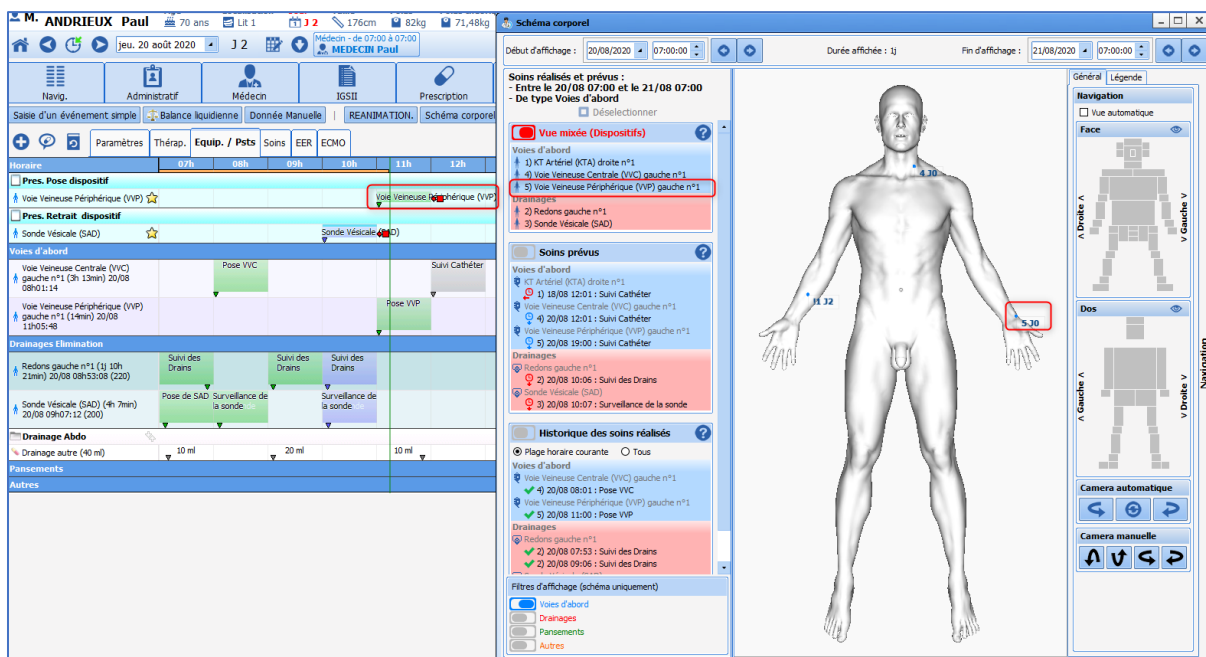 M. ANDRIEUX Paul 70 ans Lit 1 J 2 176cm 82kg 71,48kg
jeu. 20 août 2020 J 2 Médecin - de 07:00 à 07:00
MEDECIN Paul
Navig. Administratif Médecin IGSII Prescription
Saisie d'un événement simple Balance liquidienne Donnée Manuelle | REANIMATION. Schéma corporel
Paramètres Thérap. Equip. / Psts Soins EER ECMO
Horaire 07h 08h 09h 10h 11h 12h
Pres. Pose dispositif
Voie Veineuse Périphérique (VVP) Voie Veineuse Périphérique (VVP)
Pres. Retrait dispositif
Sonde Vésicale (SAD) Sonde Vésicale (SAD)
Voies d'abord
Voie Veineuse Centrale (VVC) gauche n°1 (3h 13min) 20/08 08h01:14 Pose VVC Suivi Cathéter
Voie Veineuse Périphérique (VVP) gauche n°1 (14min) 20/08 11h05:48 Pose VVP
Drainages Elimination
Redons gauche n°1 (1j 10h 21min) 20/08 08h53:08 (220) Suivi des Drains Suivi des Drains Suivi des Drains
Sonde Vésicale (SAD) (4h 7min) 20/08 09h07:12 (200) Pose de SAD Surveillance de la sonde Surveillance de la sonde
Drainage Abdo
Drainage autre (40 ml) 10 ml 20 ml 10 ml
Pansements
Autres
Schéma corporel
Début d'affichage : 20/08/2020 07:00:00 Durée affichée : 1j Fin d'affichage : 21/08/2020 07:00:00
Soins réalisés et prévus :
- Entre le 20/08 07:00 et le 21/08 07:00
- De type Voies d'abord
Désélectionner
Vue mixée (Dispositifs) ?
Voies d'abord
1) KT Artériel (KTA) droite n°1
4) Voie Veineuse Centrale (VVC) gauche n°1
5) Voie Veineuse Périphérique (VVP) gauche n°1
Drainages
2) Redons gauche n°1
3) Sonde Vésicale (SAD)
Soins prévus ?
Voies d'abord
KT Artériel (KTA) droite n°1
1) 18/08 12:01 : Suivi Cathéter
Voie Veineuse Centrale (VVC) gauche n°1
4) 20/08 12:01 : Suivi Cathéter
Voie Veineuse Périphérique (VVP) gauche n°1
5) 20/08 19:00 : Suivi Cathéter
Drainages
Redons gauche n°1
2) 20/08 10:06 : Suivi des Drains
Sonde Vésicale (SAD)
3) 20/08 10:07 : Surveillance de la sonde
Historique des soins réalisés ?
Plage horaire courante Tous
Voies d'abord
Voie Veineuse Centrale (VVC) gauche n°1
4) 20/08 08:01 : Pose VVC
Voie Veineuse Périphérique (VVP) gauche n°1
5) 20/08 11:00 : Pose VVP
Drainages
Redons gauche n°1
2) 20/08 07:53 : Suivi des Drains
2) 20/08 09:06 : Suivi des Drains
Filtres d'affichage (schéma uniquement)
Voies d'abord
Drainages
Pansements
Autres
4 J0
J1 J2
5 J0
Général Légende
Navigation
Vue automatique
Face
< Droite <
> Gauche >
Dos
< Gauche <
> Droite >
Navigation
Camera automatique
Camera manuelle